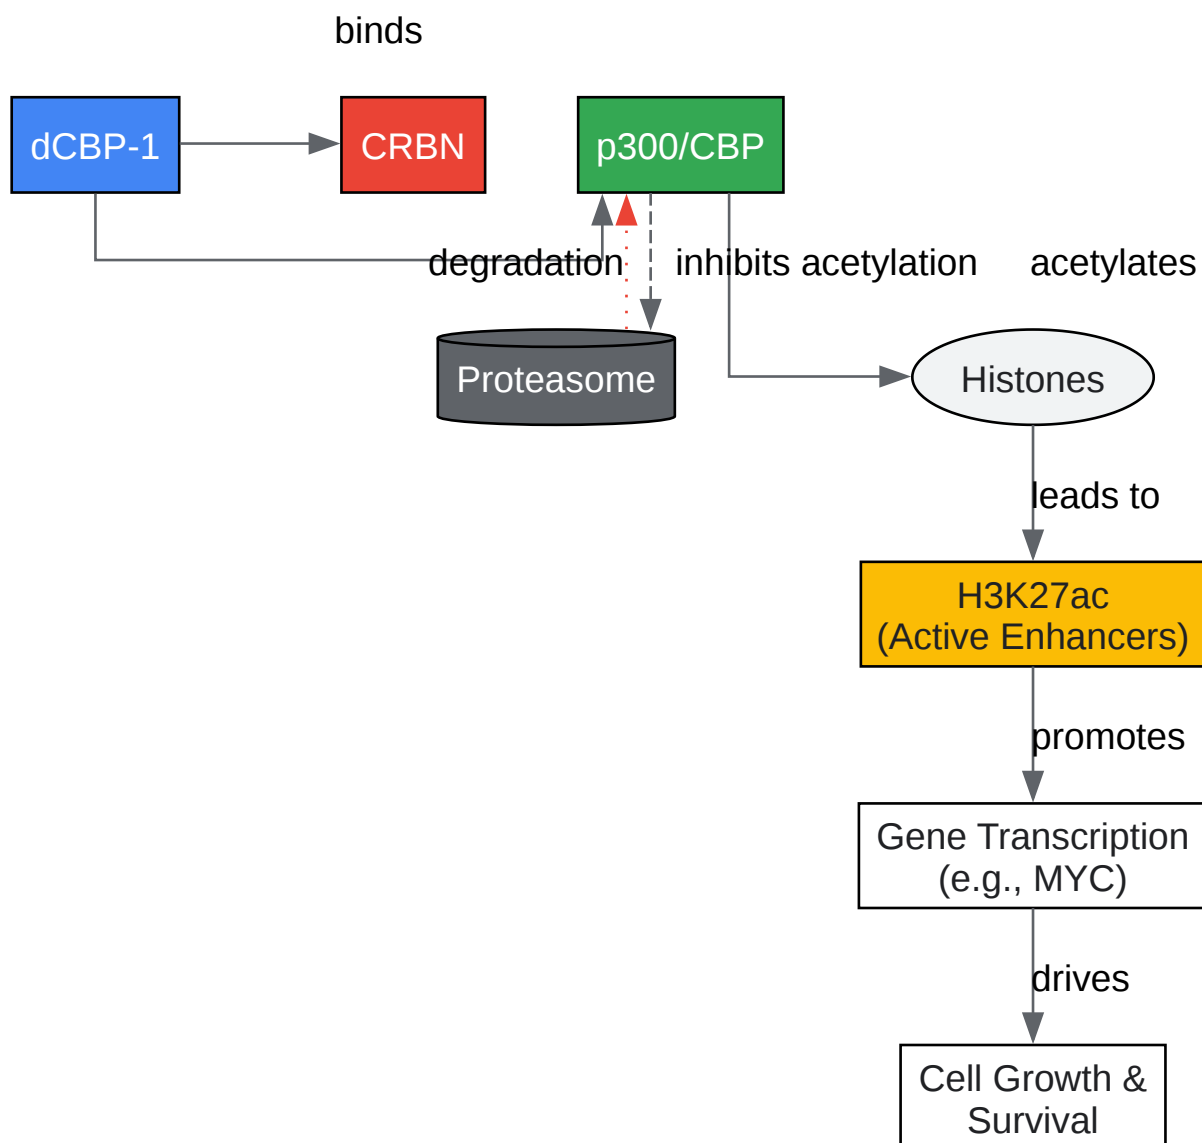 binds
dCBP-1
CRBN
p300/CBP
degradation
inhibits acetylation
acetylates
Proteasome
Histones
leads to
H3K27ac
(Active Enhancers)
promotes
Gene Transcription
(e.g., MYC)
drives
Cell Growth &
Survival